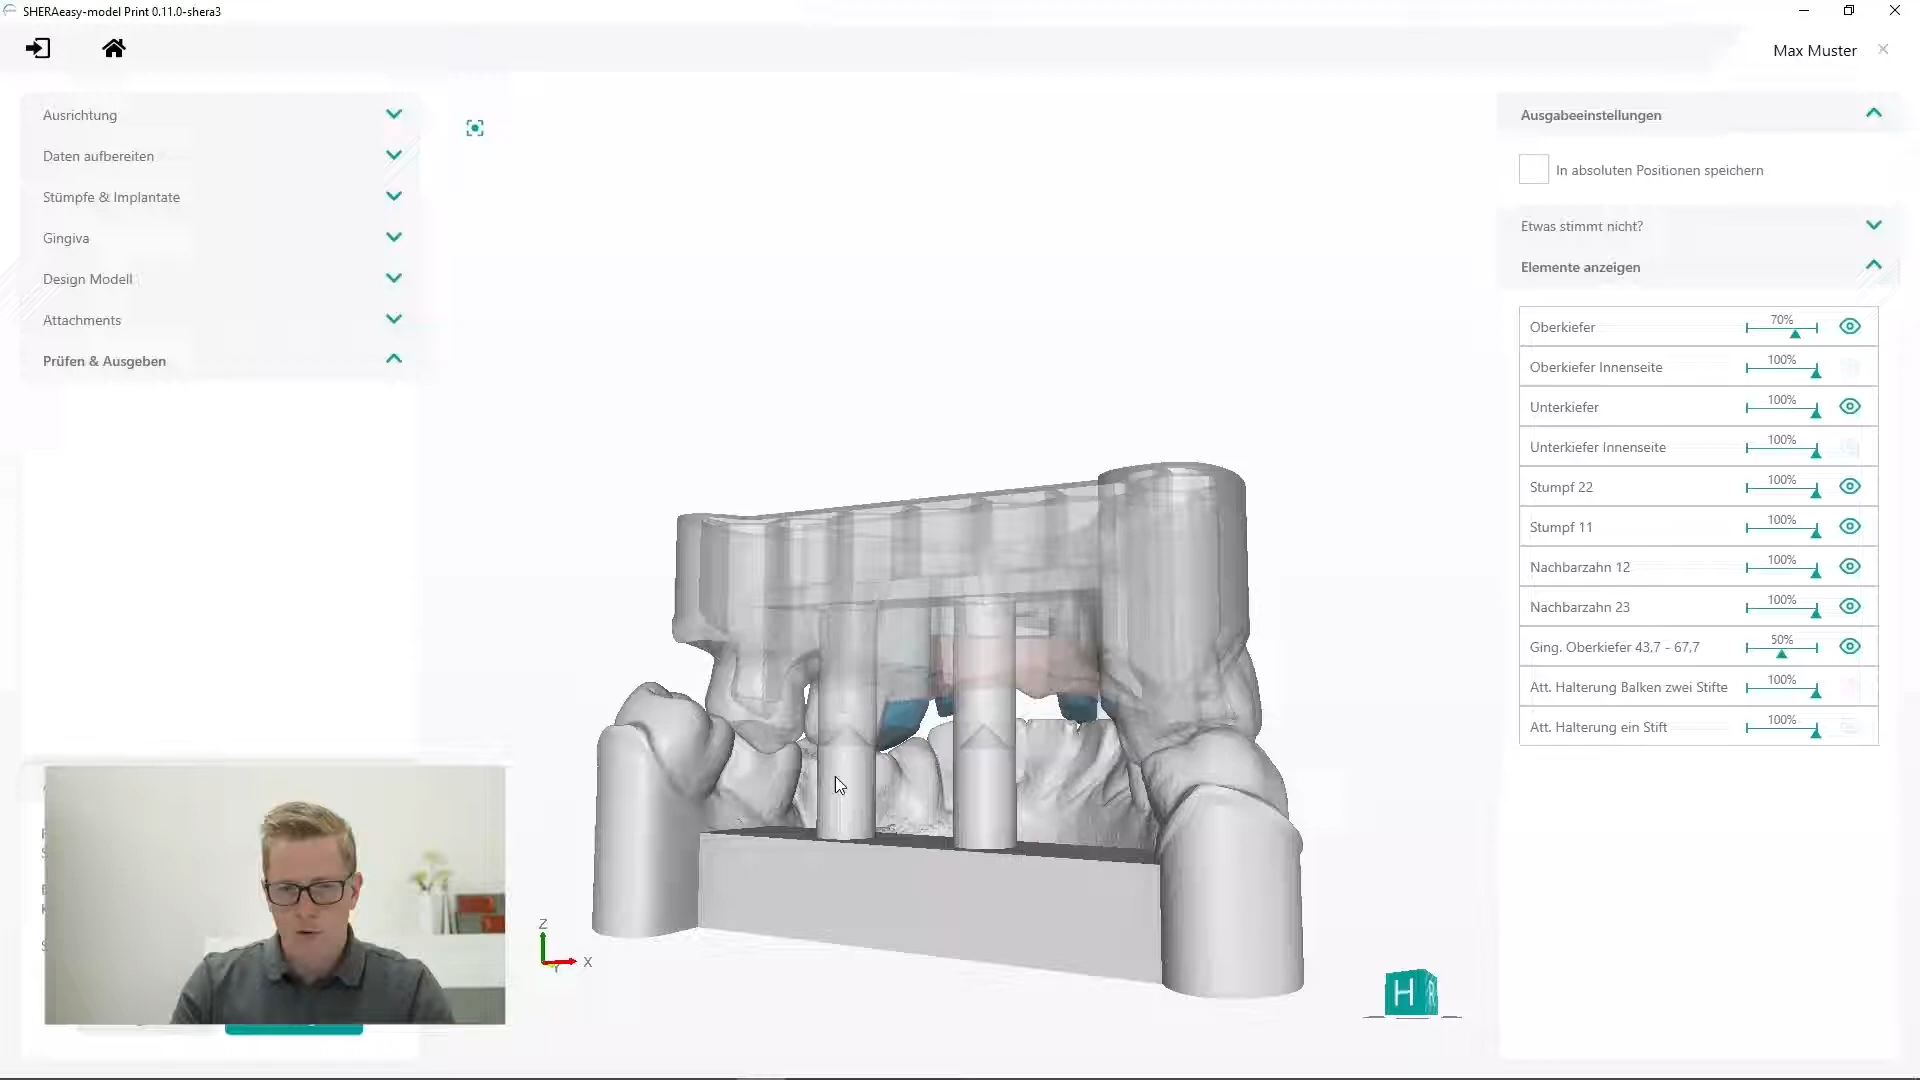 SHERAeasy-model Print 0.11.0-shera3
Max Muster
Ausrichtung
Daten aufbereiten
Stümpfe & Implantate
Gingiva
Design Modell
Attachments
Prüfen & Ausgeben
Ausgabeeinstellungen
In absoluten Positionen speichern
Etwas stimmt nicht?
Elemente anzeigen
Oberkiefer 70%
Oberkiefer Innenseite 100%
Unterkiefer 100%
Unterkiefer Innenseite 100%
Stumpf 22 100%
Stumpf 11 100%
Nachbarzahn 12 100%
Nachbarzahn 23 100%
Ging. Oberkiefer 43,7 - 67,7 50%
Att. Halterung Balken zwei Stifte 100%
Att. Halterung ein Stift 100%
Z
X
Y
H R